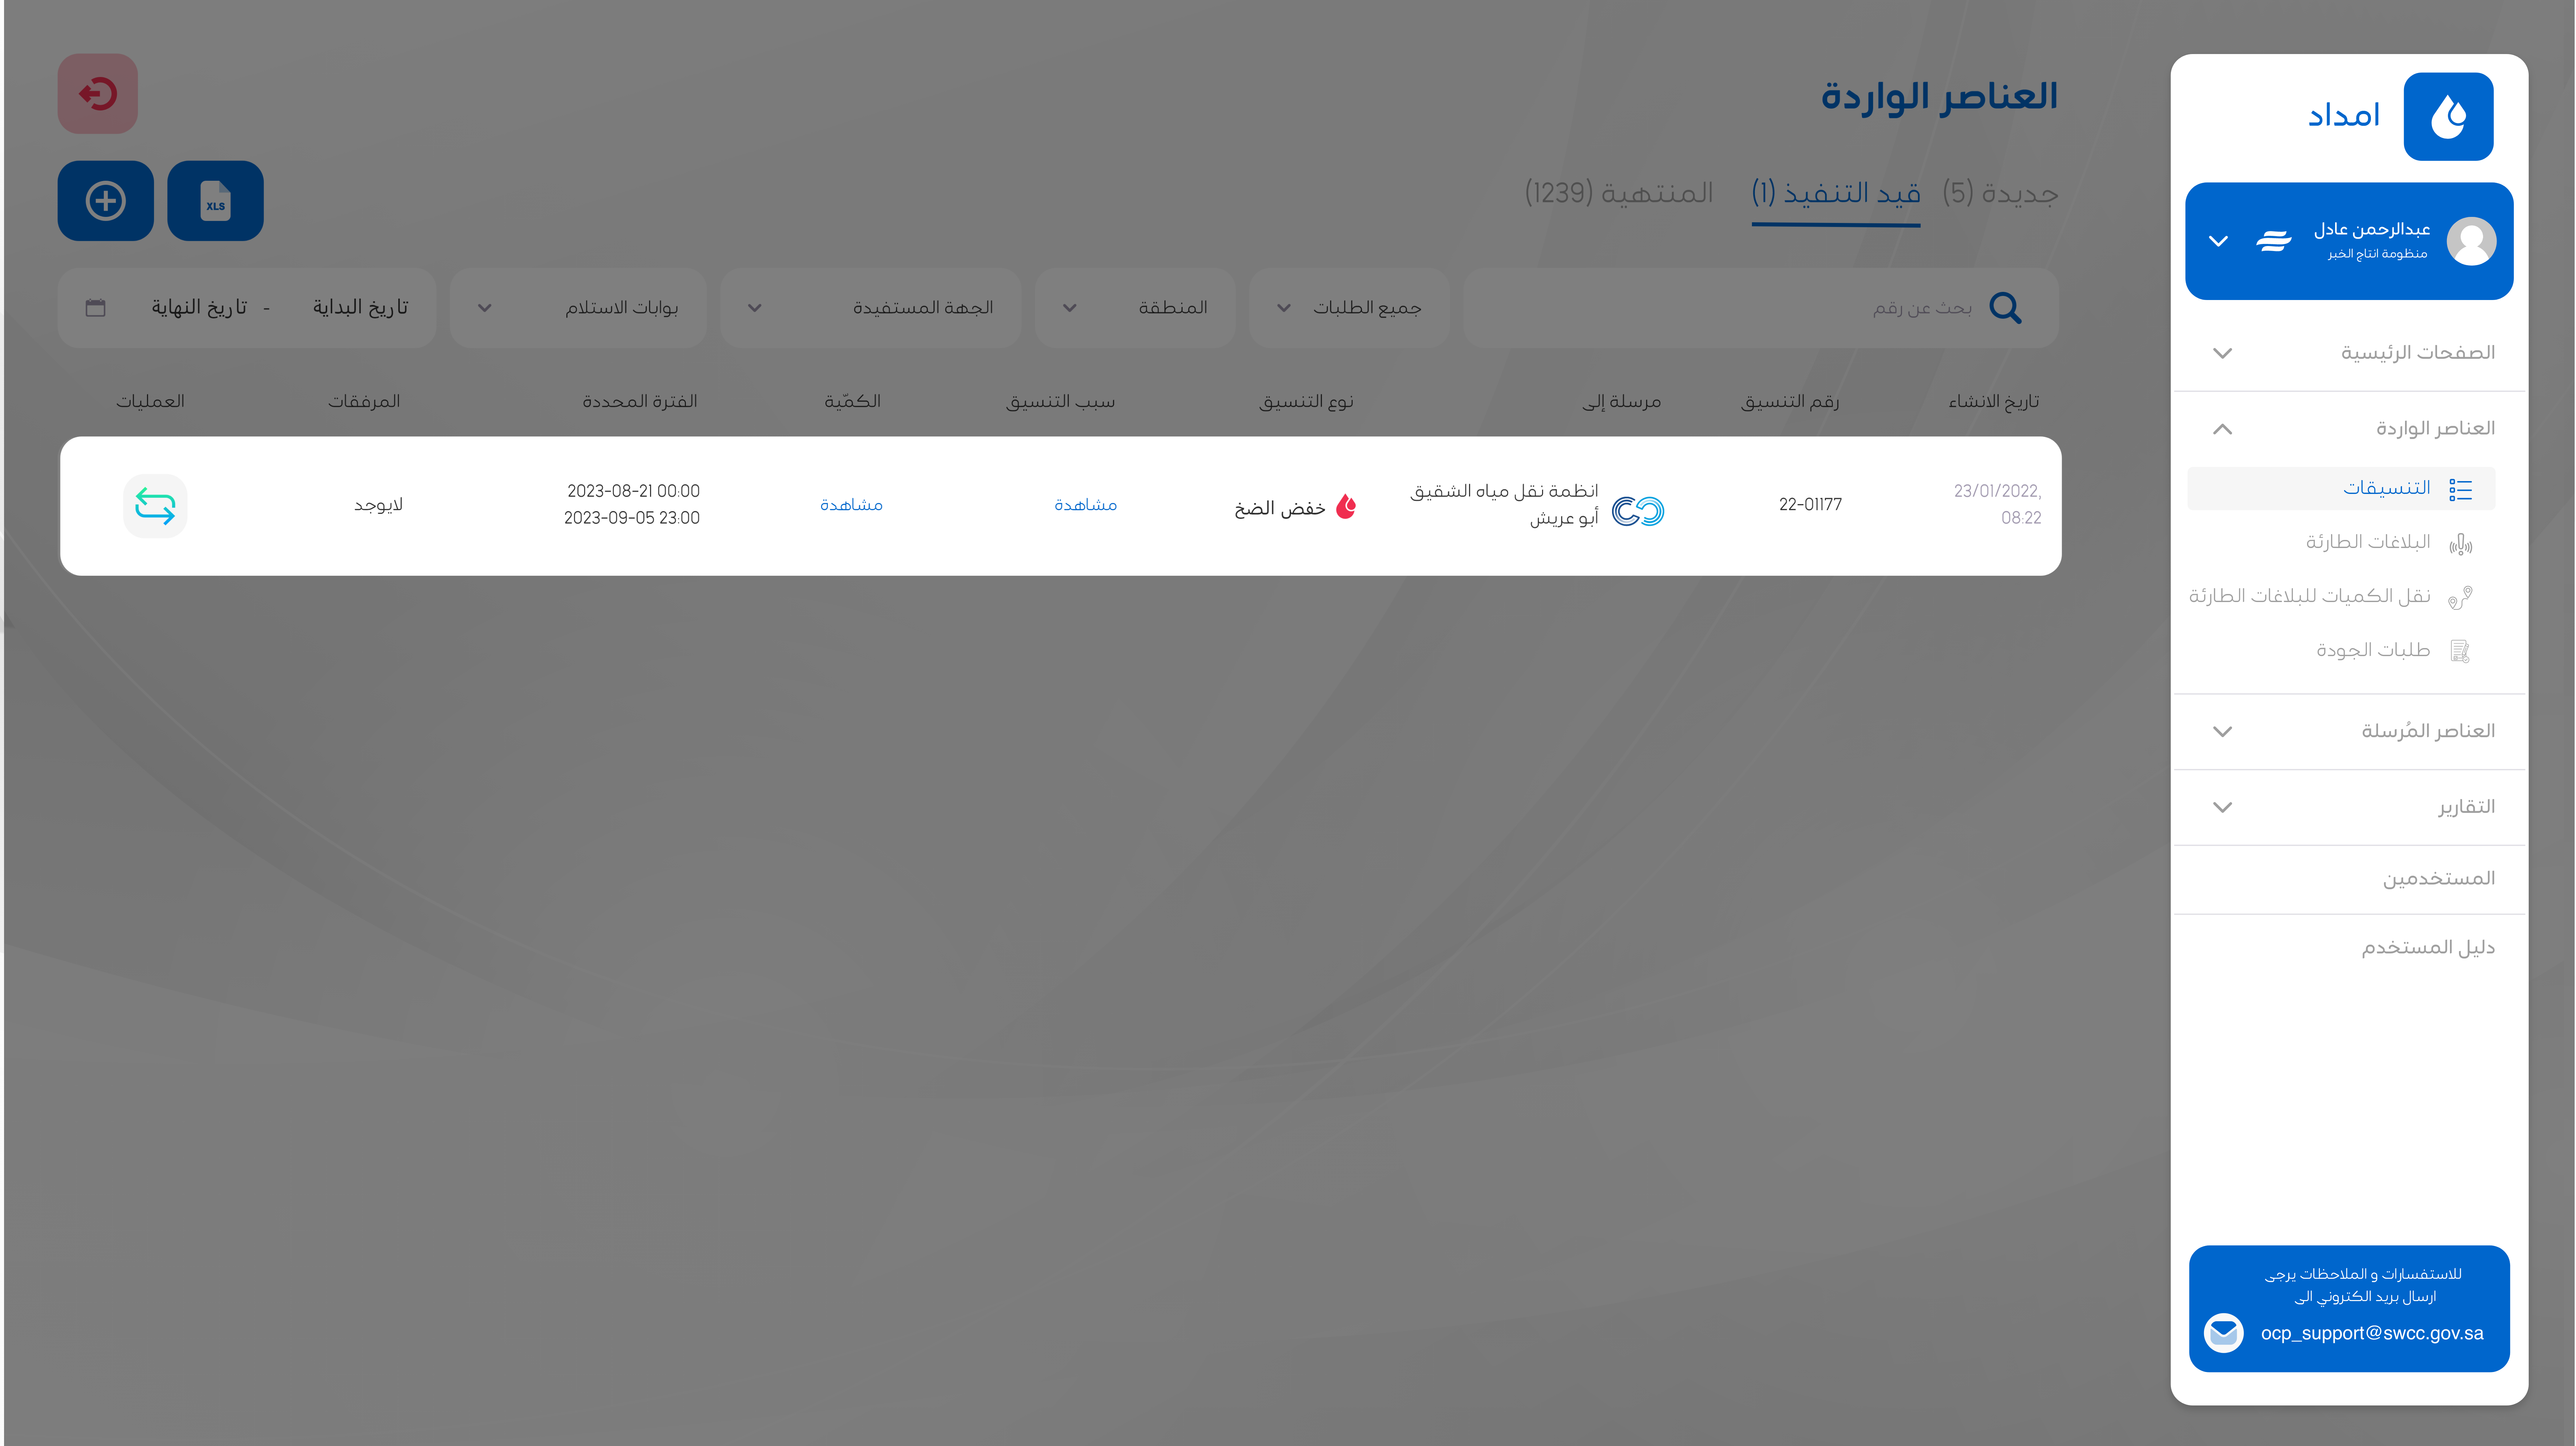 امداد
عبدالرحمن عادل
منظومة انتاج الخبر
الصفحات الرئيسية
العناصر الواردة
التنسيقات
البلاغات الطارئة
نقل الكميات للبلاغات الطارئة
طلبات الجودة
العناصر المُرسلة
التقارير
المستخدمين
دليل المستخدم
للاستفسارات و الملاحظات يرجى
ارسال بريد الكتروني الى
ocp_support@swcc.gov.sa
العناصر الواردة
جديدة (5) قيد التنفيذ (1) المنتهية (1239)
XLS
بحث عن رقم جميع الطلبات المنطقة الجهة المستفيدة بوابات الاستلام تاريخ البداية - تاريخ النهاية
تاريخ الانشاء رقم التنسيق مرسلة إلى نوع التنسيق سبب التنسيق الكمّية الفترة المحددة المرفقات العمليات
23/01/2022,
08:22
22-01177
انظمة نقل مياه الشقيق
أبو عريش
خفض الضخ
مشاهدة
مشاهدة
2023-08-21 00:00
2023-09-05 23:00
لايوجد